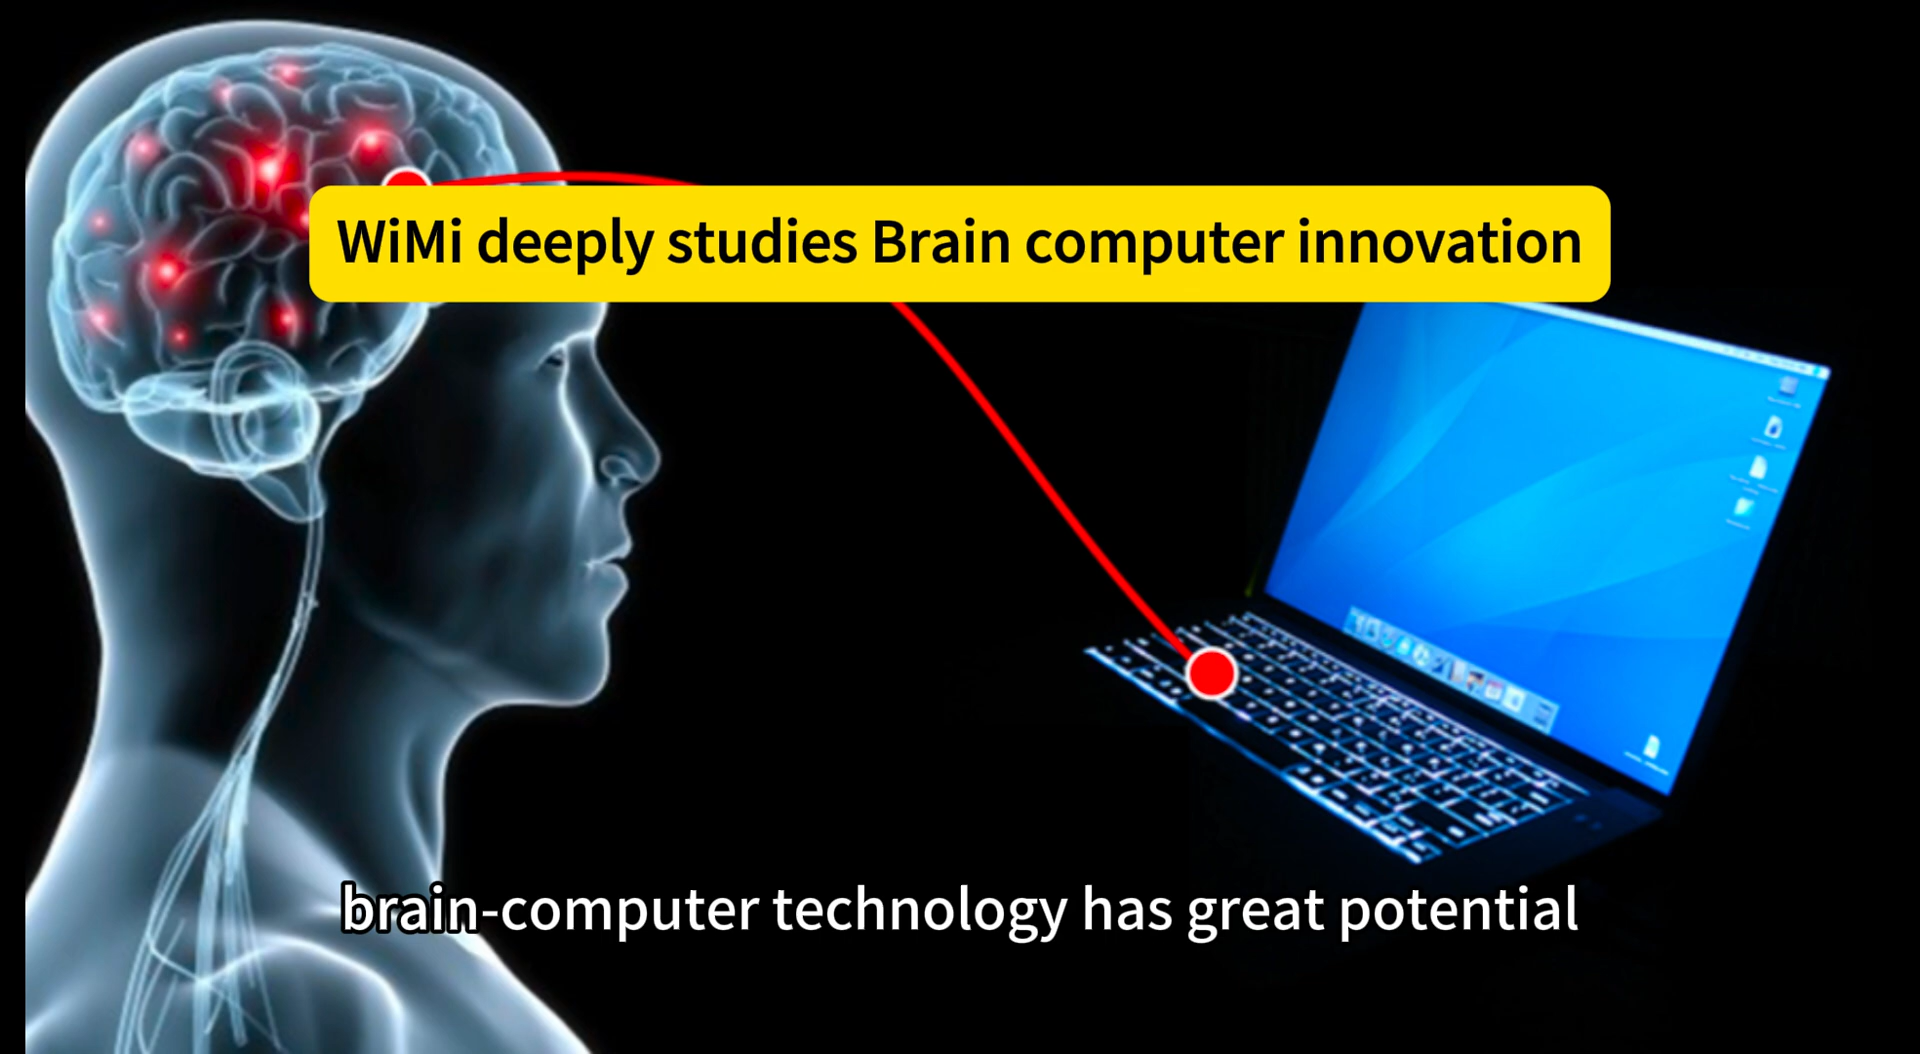 WiMi deeply studies Brain computer innovation
brain-computer technology has great potential